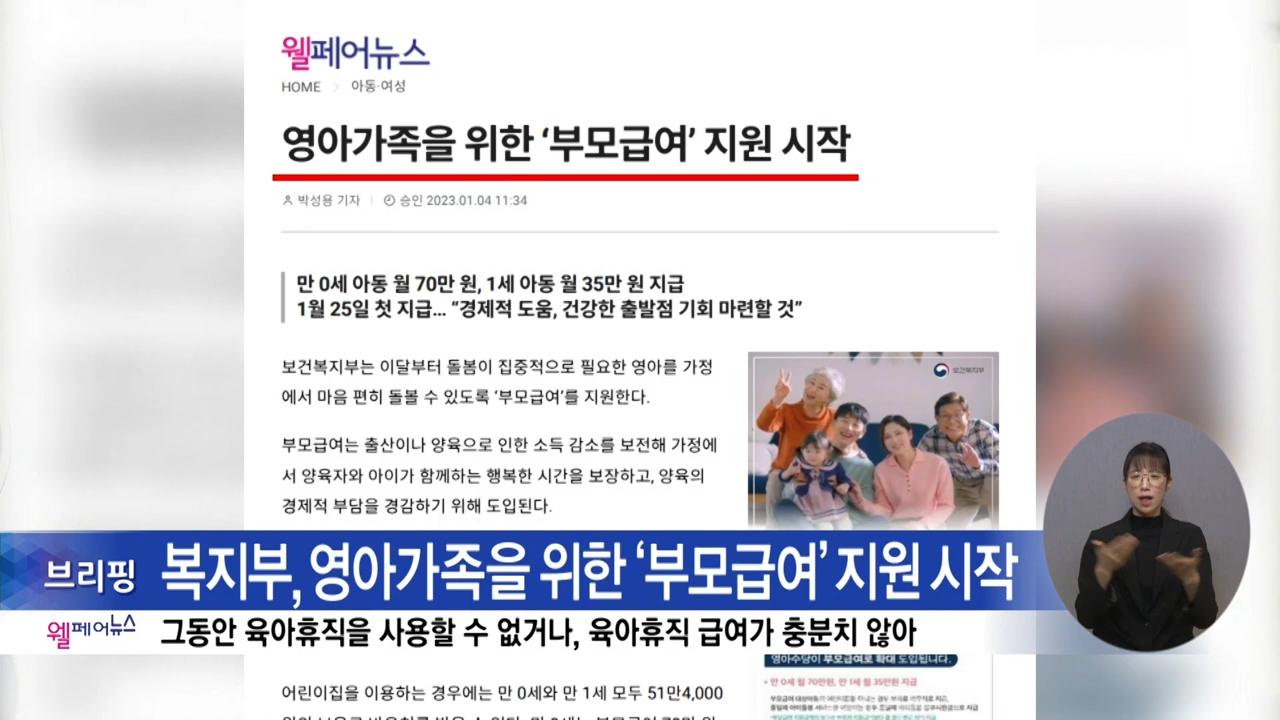 웰페어뉴스
HOME > 아동·여성
영아가족을 위한 ‘부모급여’ 지원 시작
박성용 기자 | 승인 2023.01.04 11:34
만 0세 아동 월 70만 원, 1세 아동 월 35만 원 지급
1월 25일 첫 지급… “경제적 도움, 건강한 출발점 기회 마련할 것”
보건복지부는 이달부터 돌봄이 집중적으로 필요한 영아를 가정
에서 마음 편히 돌볼 수 있도록 ‘부모급여’를 지원한다.
보건복지부
부모급여는 출산이나 양육으로 인한 소득 감소를 보전해 가정에
서 양육자와 아이가 함께하는 행복한 시간을 보장하고, 양육의
경제적 부담을 경감하기 위해 도입된다.
브리핑
복지부, 영아가족을 위한 ‘부모급여’ 지원 시작
웰페어뉴스
그동안 육아휴직을 사용할 수 없거나, 육아휴직 급여가 충분치 않아
영아수당이 부모급여로 확대 도입됩니다.
• 만 0세 월 70만원, 만 1세 월 35만원 지급
어린이집을 이용하는 경우에는 만 0세와 만 1세 모두 51만4,000